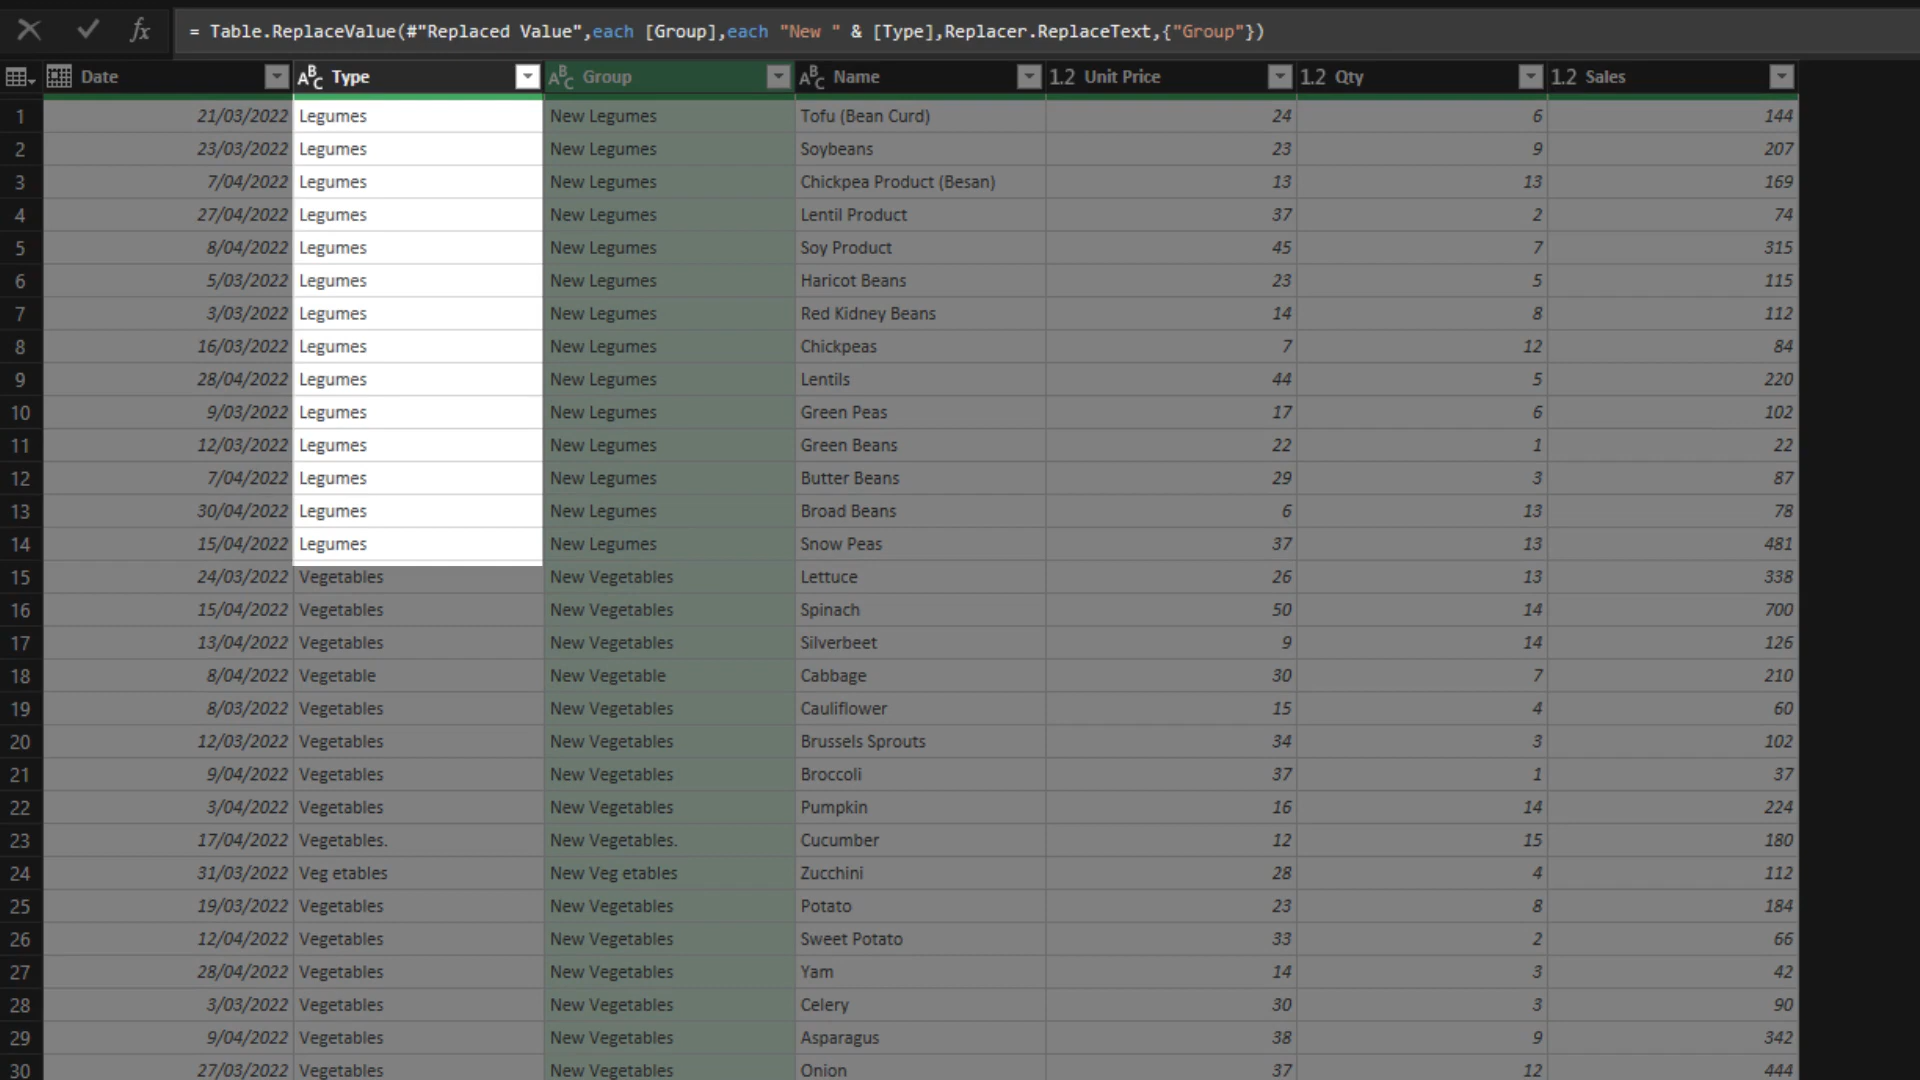 = Table.ReplaceValue(#"Replaced Value",each [Group],each "New " & [Type],Replacer.ReplaceText,{"Group"})
Date ABC Type ABC Group ABC Name 1.2 Unit Price 1.2 Qty 1.2 Sales
1 21/03/2022 Legumes New Legumes Tofu (Bean Curd) 24 6 144
2 23/03/2022 Legumes New Legumes Soybeans 23 9 207
3 7/04/2022 Legumes New Legumes Chickpea Product (Besan) 13 13 169
4 27/04/2022 Legumes New Legumes Lentil Product 37 2 74
5 8/04/2022 Legumes New Legumes Soy Product 45 7 315
6 5/03/2022 Legumes New Legumes Haricot Beans 23 5 115
7 3/03/2022 Legumes New Legumes Red Kidney Beans 14 8 112
8 16/03/2022 Legumes New Legumes Chickpeas 7 12 84
9 28/04/2022 Legumes New Legumes Lentils 44 5 220
10 9/03/2022 Legumes New Legumes Green Peas 17 6 102
11 12/03/2022 Legumes New Legumes Green Beans 22 1 22
12 7/04/2022 Legumes New Legumes Butter Beans 29 3 87
13 30/04/2022 Legumes New Legumes Broad Beans 6 13 78
14 15/04/2022 Legumes New Legumes Snow Peas 37 13 481
15 24/03/2022 Vegetables New Vegetables Lettuce 26 13 338
16 15/04/2022 Vegetables New Vegetables Spinach 50 14 700
17 13/04/2022 Vegetables New Vegetables Silverbeet 9 14 126
18 8/04/2022 Vegetable New Vegetable Cabbage 30 7 210
19 8/03/2022 Vegetables New Vegetables Cauliflower 15 4 60
20 12/03/2022 Vegetables New Vegetables Brussels Sprouts 34 3 102
21 9/04/2022 Vegetables New Vegetables Broccoli 37 1 37
22 3/04/2022 Vegetables New Vegetables Pumpkin 16 14 224
23 17/04/2022 Vegetables. New Vegetables. Cucumber 12 15 180
24 31/03/2022 Veg etables New Veg etables Zucchini 28 4 112
25 19/03/2022 Vegetables New Vegetables Potato 23 8 184
26 12/04/2022 Vegetables New Vegetables Sweet Potato 33 2 66
27 28/04/2022 Vegetables New Vegetables Yam 14 3 42
28 3/03/2022 Vegetables New Vegetables Celery 30 3 90
29 9/04/2022 Vegetables New Vegetables Asparagus 38 9 342
30 27/03/2022 Vegetables New Vegetables Onion 37 12 444